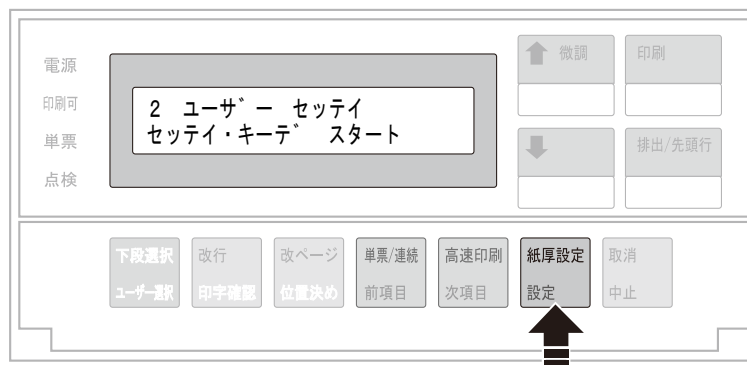 電源
印刷可
単票
点検
2 ユーザー セッテイ
セッテイ・キーデ スタート
微調
印刷
排出/先頭行
下段選択
ユーザー選択
改行
印字確認
改ページ
位置決め
単票/連続
前項目
高速印刷
次項目
紙厚設定
設定
取消
中止